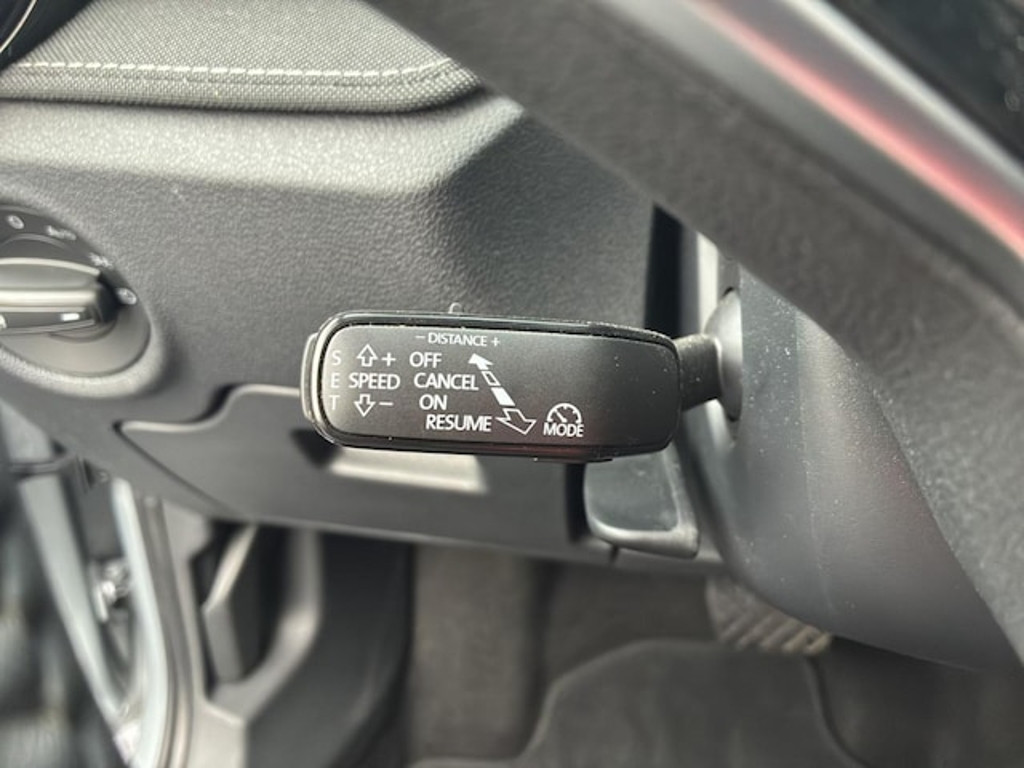 - DISTANCE +
S + OFF
E SPEED CANCEL
T - ON
RESUME
MODE